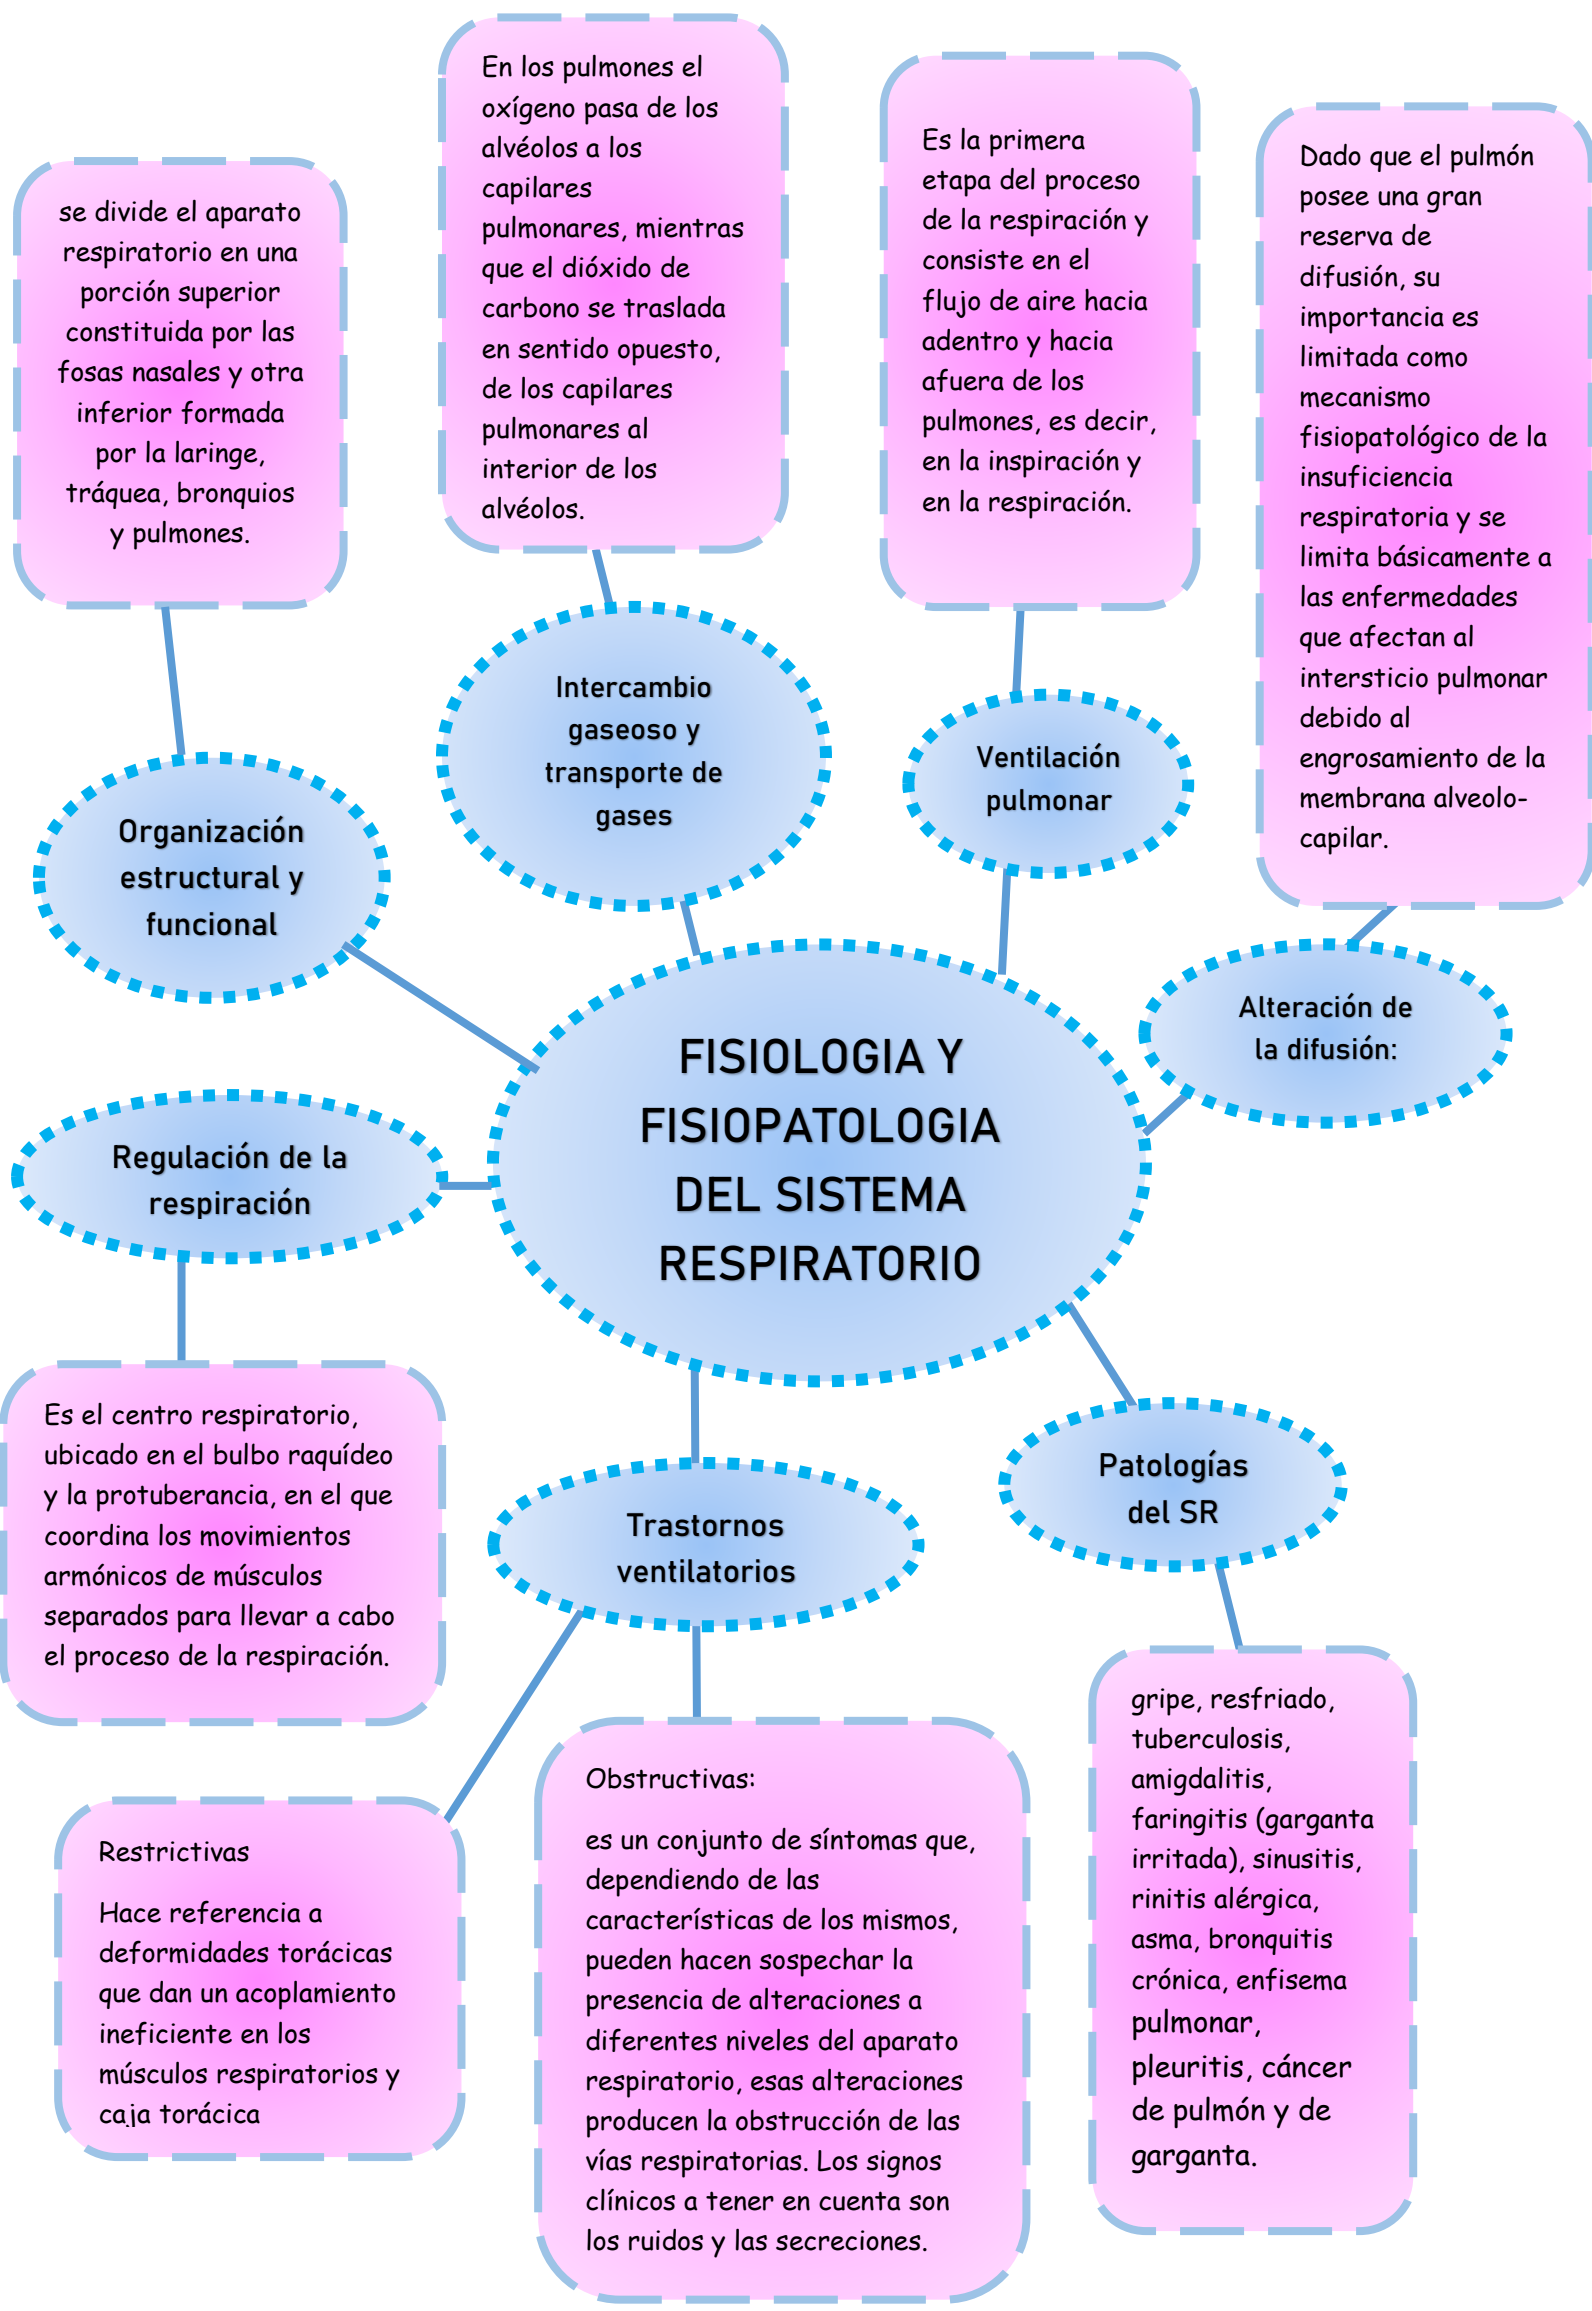 En los pulmones el
oxígeno pasa de los
alvéolos a los
capilares
pulmonares, mientras
que el dióxido de
carbono se traslada
en sentido opuesto,
de los capilares
pulmonares al
interior de los
alvéolos.
Es la primera
etapa del proceso
de la respiración y
consiste en el
flujo de aire hacia
adentro y hacia
afuera de los
pulmones, es decir,
en la inspiración y
en la respiración.
Dado que el pulmón
posee una gran
reserva de
difusión, su
importancia es
limitada como
mecanismo
fisiopatológico de la
insuficiencia
respiratoria y se
limita básicamente a
las enfermedades
que afectan al
intersticio pulmonar
debido al
engrosamiento de la
membrana alveolo-
capilar.
se divide el aparato
respiratorio en una
porción superior
constituida por las
fosas nasales y otra
inferior formada
por la laringe,
tráquea, bronquios
y pulmones.
Intercambio
gaseoso y
transporte de
gases
Ventilación
pulmonar
Organización
estructural y
funcional
Alteración de
la difusión:
FISIOLOGIA Y
FISIOPATOLOGIA
DEL SISTEMA
RESPIRATORIO
Regulación de la
respiración
Es el centro respiratorio,
ubicado en el bulbo raquídeo
y la protuberancia, en el que
coordina los movimientos
armónicos de músculos
separados para llevar a cabo
el proceso de la respiración.
Trastornos
ventilatorios
Patologías
del SR
Restrictivas
Hace referencia a
deformidades torácicas
que dan un acoplamiento
ineficiente en los
músculos respiratorios y
caja torácica
Obstructivas:
es un conjunto de síntomas que,
dependiendo de las
características de los mismos,
pueden hacen sospechar la
presencia de alteraciones a
diferentes niveles del aparato
respiratorio, esas alteraciones
producen la obstrucción de las
vías respiratorias. Los signos
clínicos a tener en cuenta son
los ruidos y las secreciones.
gripe, resfriado,
tuberculosis,
amigdalitis,
faringitis (garganta
irritada), sinusitis,
rinitis alérgica,
asma, bronquitis
crónica, enfisema
pulmonar,
pleuritis, cáncer
de pulmón y de
garganta.